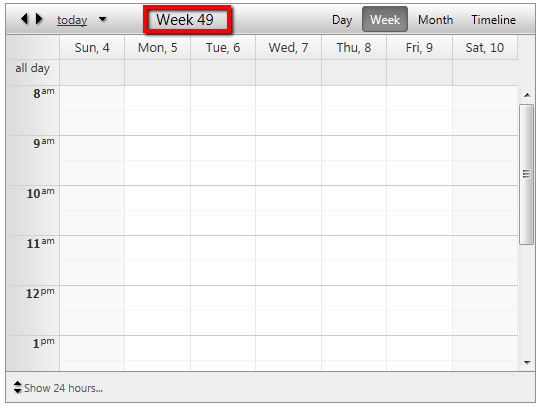 today Week 49 Day Week Month Timeline
Sun, 4 Mon, 5 Tue, 6 Wed, 7 Thu, 8 Fri, 9 Sat, 10
all day
8 am
9 am
10 am
11 am
12 pm
1 pm
Show 24 hours...